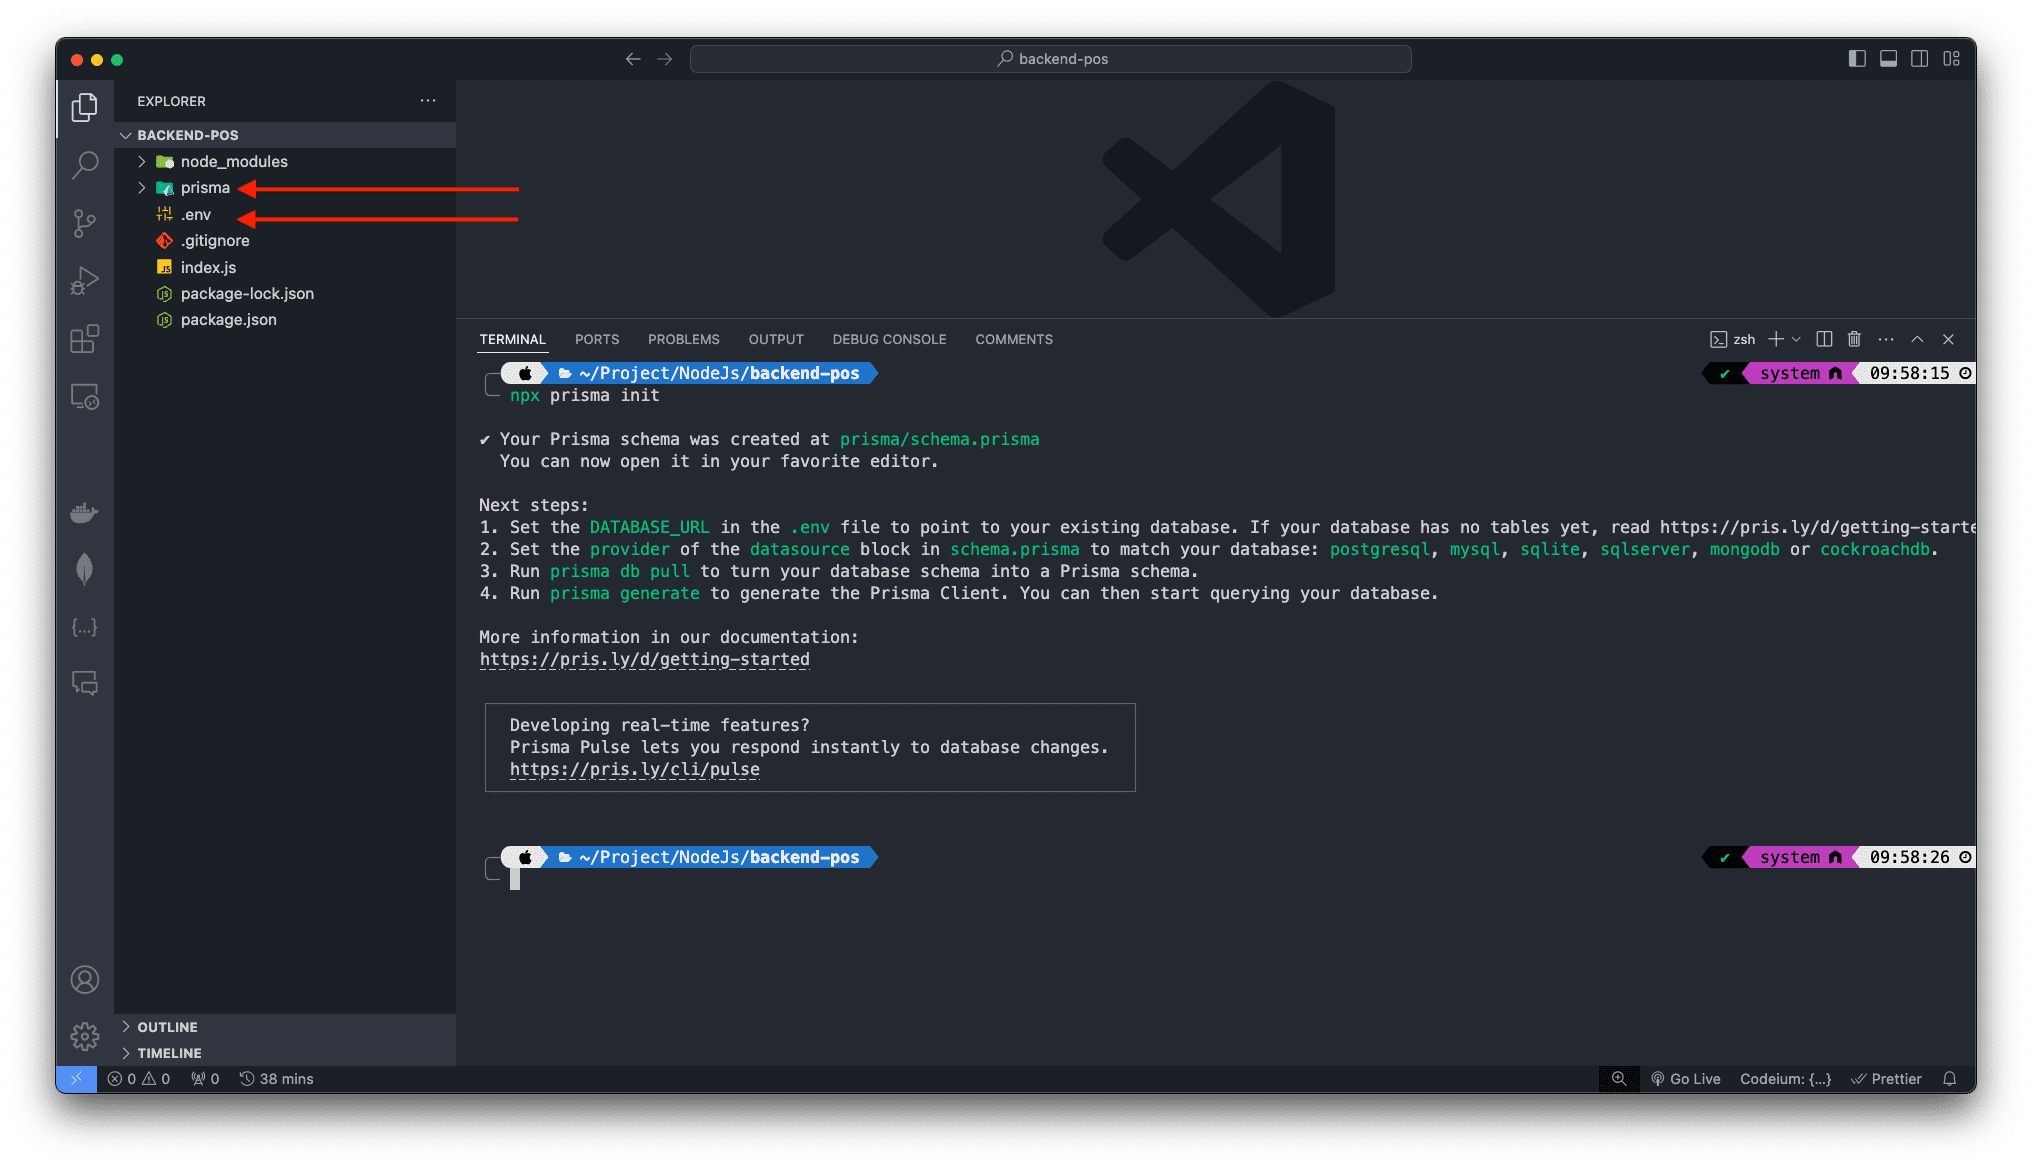 backend-pos
EXPLORER
BACKEND-POS
node_modules
prisma
.env
.gitignore
index.js
package-lock.json
package.json
OUTLINE
TIMELINE
TERMINAL PORTS PROBLEMS OUTPUT DEBUG CONSOLE COMMENTS
zsh
~/Project/NodeJs/backend-pos
✔ system 09:58:15
npx prisma init
✔ Your Prisma schema was created at prisma/schema.prisma
You can now open it in your favorite editor.
Next steps:
1. Set the DATABASE_URL in the .env file to point to your existing database. If your database has no tables yet, read https://pris.ly/d/getting-starte
2. Set the provider of the datasource block in schema.prisma to match your database: postgresql, mysql, sqlite, sqlserver, mongodb or cockroachdb.
3. Run prisma db pull to turn your database schema into a Prisma schema.
4. Run prisma generate to generate the Prisma Client. You can then start querying your database.
More information in our documentation:
https://pris.ly/d/getting-started
Developing real-time features?
Prisma Pulse lets you respond instantly to database changes.
https://pris.ly/cli/pulse
~/Project/NodeJs/backend-pos
✔ system 09:58:26
0 0 0 38 mins
Go Live Codeium: {...} Prettier